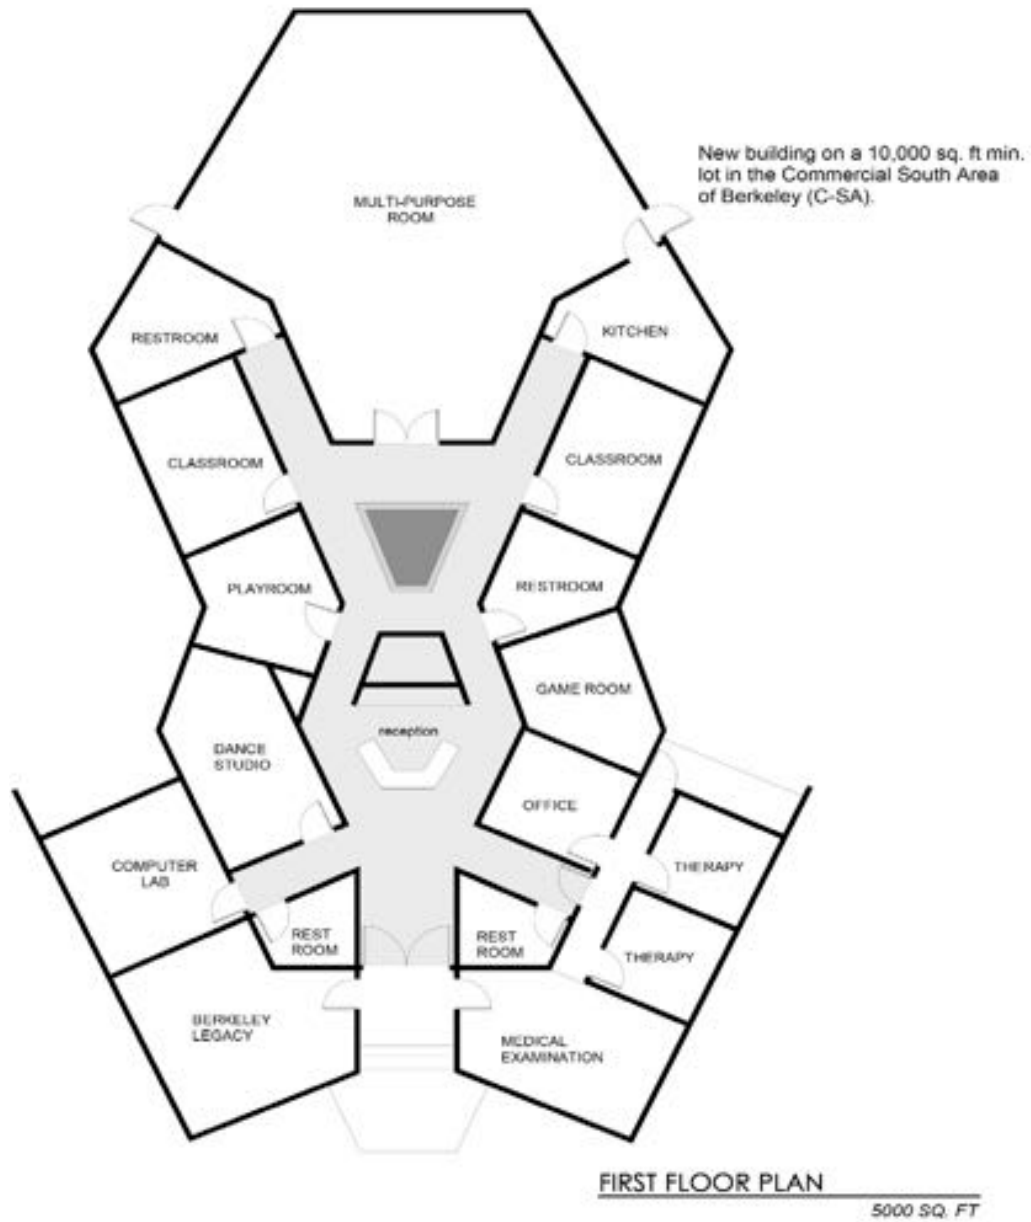 New building on a 10,000 sq. ft min.
lot in the Commercial South Area
of Berkeley (C-SA).
MULTI-PURPOSE
ROOM
RESTROOM
KITCHEN
CLASSROOM
CLASSROOM
PLAYROOM
RESTROOM
GAME ROOM
reception
DANCE
STUDIO
OFFICE
COMPUTER
LAB
THERAPY
REST
ROOM
REST
ROOM
THERAPY
BERKELEY
LEGACY
MEDICAL
EXAMINATION
FIRST FLOOR PLAN
5000 SQ. FT